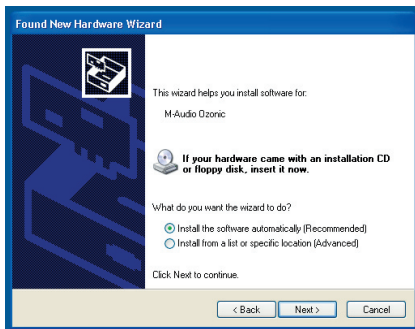 Found New Hardware Wizard
This wizard helps you install software for:
M-Audio Ozonic
If your hardware came with an installation CD
or floppy disk, insert it now.
What do you want the wizard to do?
Install the software automatically (Recommended)
Install from a list or specific location (Advanced)
Click Next to continue.
< Back
Next >
Cancel